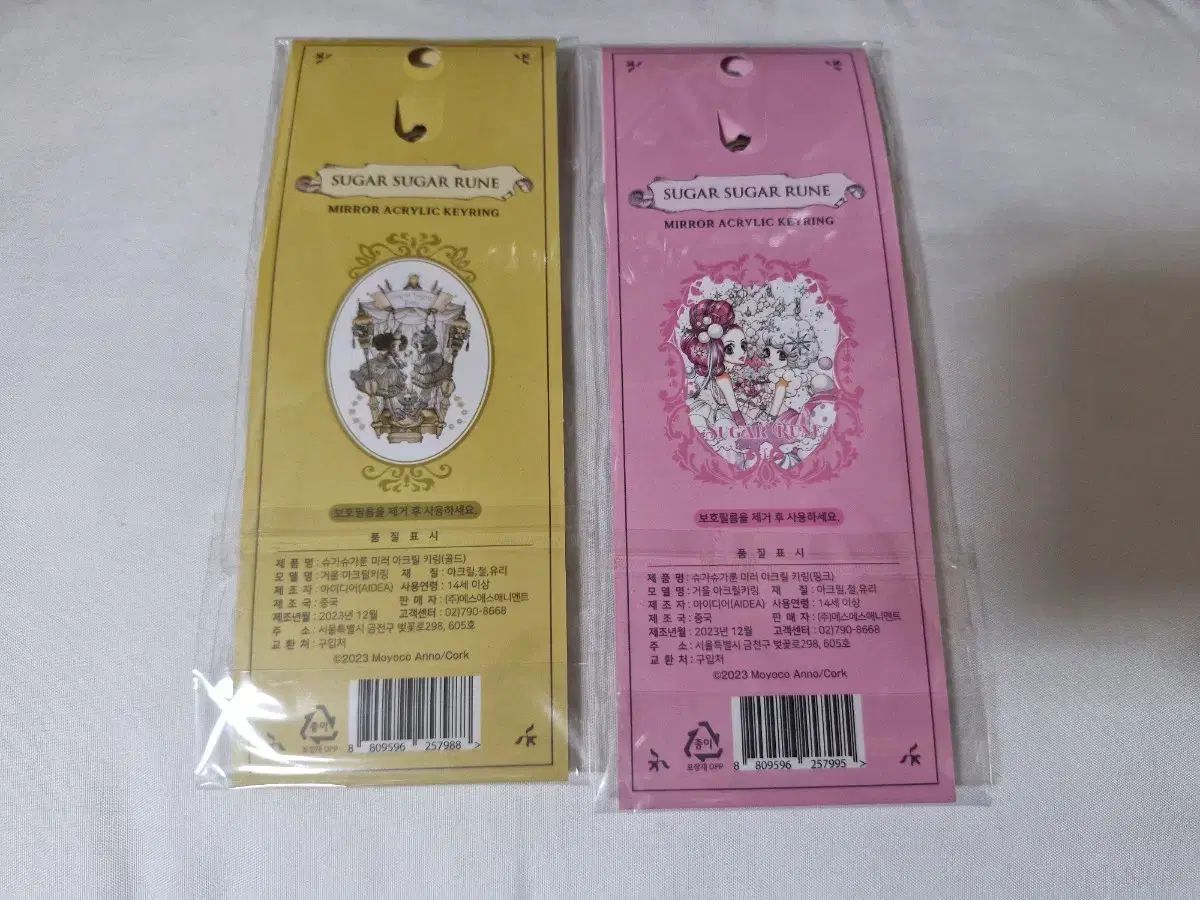 SUGAR SUGAR RUNE
MIRROR ACRYLIC KEYRING
보호필름을 제거 후 사용하세요.
품 질 표 시
제 품 명 : 슈가슈가룬 미러 아크릴 키링(골드)
모 델 명 : 거울 아크릴키링 재 질 : 아크릴,철,유리
제 조 자 : 아이디어(AIDEA) 사용연령 : 14세 이상
제 조 국 : 중국 판 매 자 : (주)에스에스애니멘트
제조년월 : 2023년 12월 고객센터 : 02)790-8668
주 소 : 서울특별시 금천구 벚꽃로298, 605호
교 환 처 : 구입처
©2023 Moyoco Anno/Cork
종이
포장재 OPP
8 809596 257988 >
SUGAR SUGAR RUNE
MIRROR ACRYLIC KEYRING
SUGAR RUNE
보호필름을 제거 후 사용하세요.
품 질 표 시
제 품 명 : 슈가슈가룬 미러 아크릴 키링(핑크)
모 델 명 : 거울 아크릴키링 재 질 : 아크릴,철,유리
제 조 자 : 아이디어(AIDEA) 사용연령 : 14세 이상
제 조 국 : 중국 판 매 자 : (주)에스에스애니멘트
제조년월 : 2023년 12월 고객센터 : 02)790-8668
주 소 : 서울특별시 금천구 벚꽃로298, 605호
교 환 처 : 구입처
©2023 Moyoco Anno/Cork
종이
포장재 OPP
8 809596 257995 >